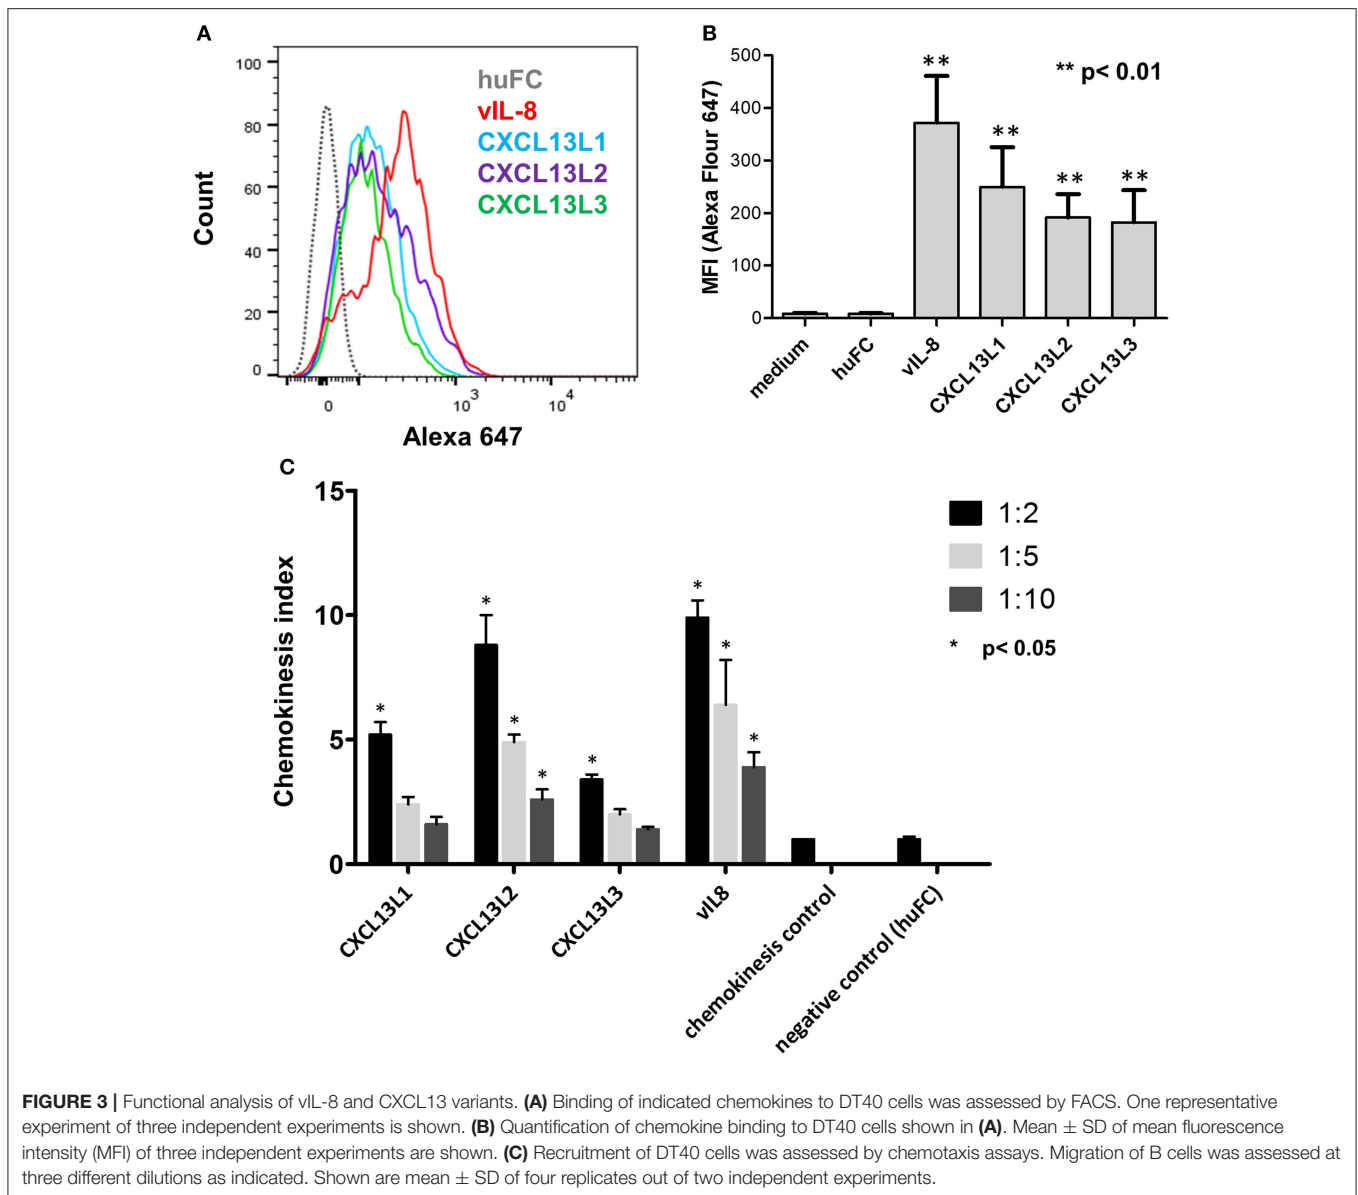 A
100
80
60
40
20
0
Count
huFC
vIL-8
CXCL13L1
CXCL13L2
CXCL13L3
0
10³
10⁴
Alexa 647
B
500
400
300
200
100
0
MFI (Alexa Flour 647)
** p< 0.01
**
**
**
**
medium
huFC
vIL-8
CXCL13L1
CXCL13L2
CXCL13L3
C
15
10
5
0
Chemokinesis index
1:2
1:5
1:10
* p< 0.05
*
*
*
*
*
*
*
*
CXCL13L1
CXCL13L2
CXCL13L3
vIL8
chemokinesis control
negative control (huFC)
FIGURE 3 | Functional analysis of vIL-8 and CXCL13 variants. (A) Binding of indicated chemokines to DT40 cells was assessed by FACS. One representative
experiment of three independent experiments is shown. (B) Quantification of chemokine binding to DT40 cells shown in (A). Mean ± SD of mean fluorescence
intensity (MFI) of three independent experiments are shown. (C) Recruitment of DT40 cells was assessed by chemotaxis assays. Migration of B cells was assessed at
three different dilutions as indicated. Shown are mean ± SD of four replicates out of two independent experiments.